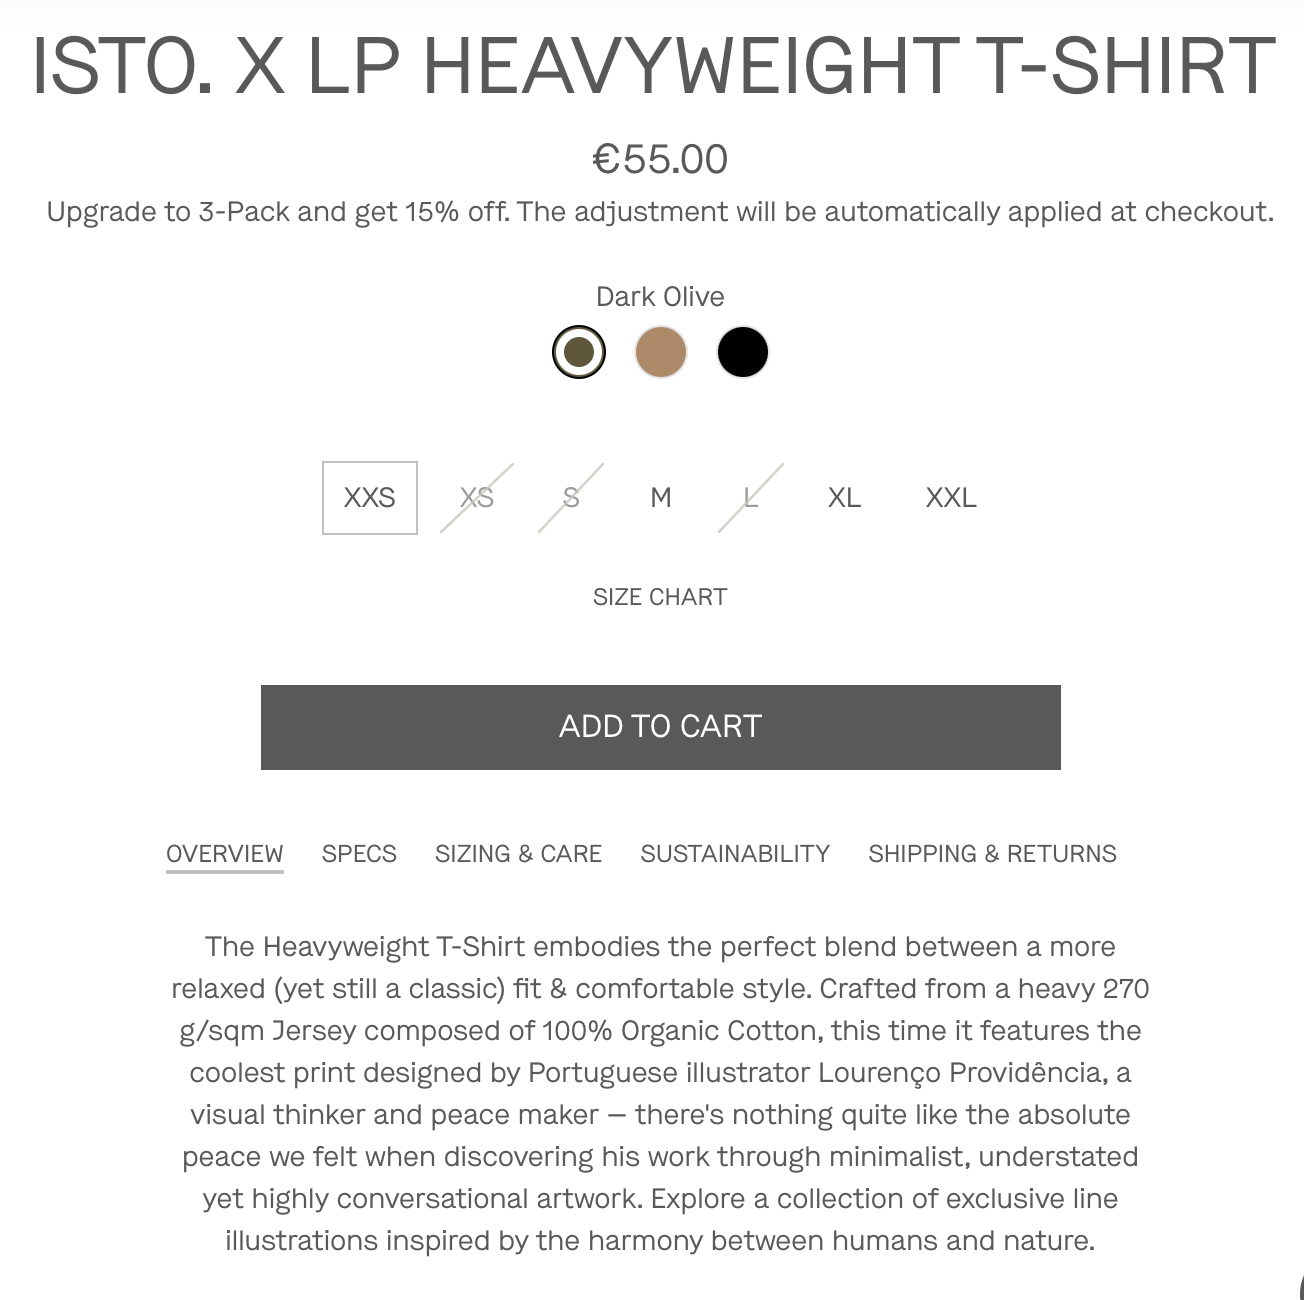 ISTO. X LP HEAVYWEIGHT T-SHIRT
€55.00
Upgrade to 3-Pack and get 15% off. The adjustment will be automatically applied at checkout.
Dark Olive
XXS XS S M L XL XXL
SIZE CHART
ADD TO CART
OVERVIEW SPECS SIZING & CARE SUSTAINABILITY SHIPPING & RETURNS
The Heavyweight T-Shirt embodies the perfect blend between a more
relaxed (yet still a classic) fit & comfortable style. Crafted from a heavy 270
g/sqm Jersey composed of 100% Organic Cotton, this time it features the
coolest print designed by Portuguese illustrator Lourenço Providência, a
visual thinker and peace maker – there's nothing quite like the absolute
peace we felt when discovering his work through minimalist, understated
yet highly conversational artwork. Explore a collection of exclusive line
illustrations inspired by the harmony between humans and nature.